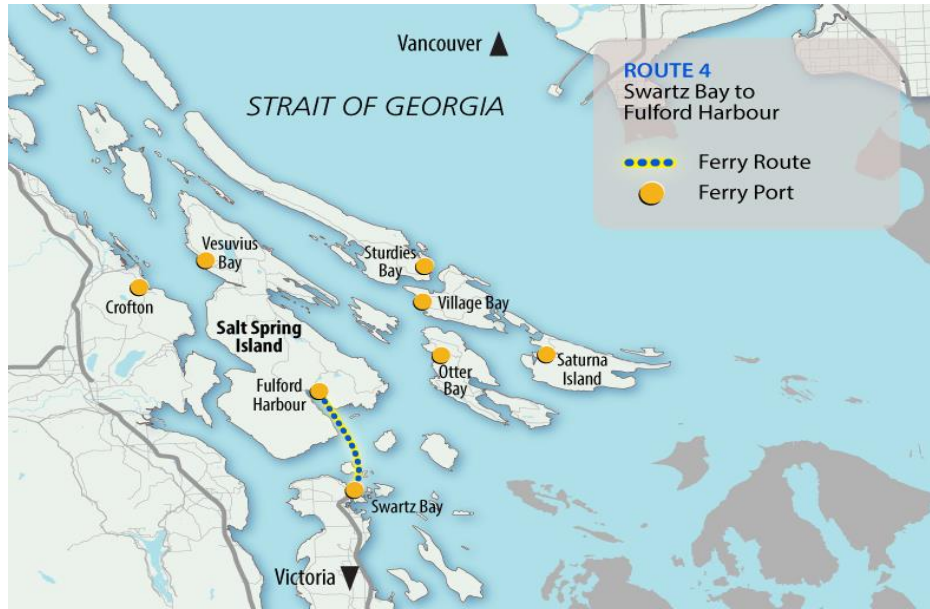 Vancouver
STRAIT OF GEORGIA
ROUTE 4
Swartz Bay to
Fulford Harbour
Ferry Route
Ferry Port
Vesuvius
Bay
Sturdies
Bay
Crofton
Village Bay
Salt Spring
Island
Otter
Bay
Saturna
Island
Fulford
Harbour
Swartz Bay
Victoria